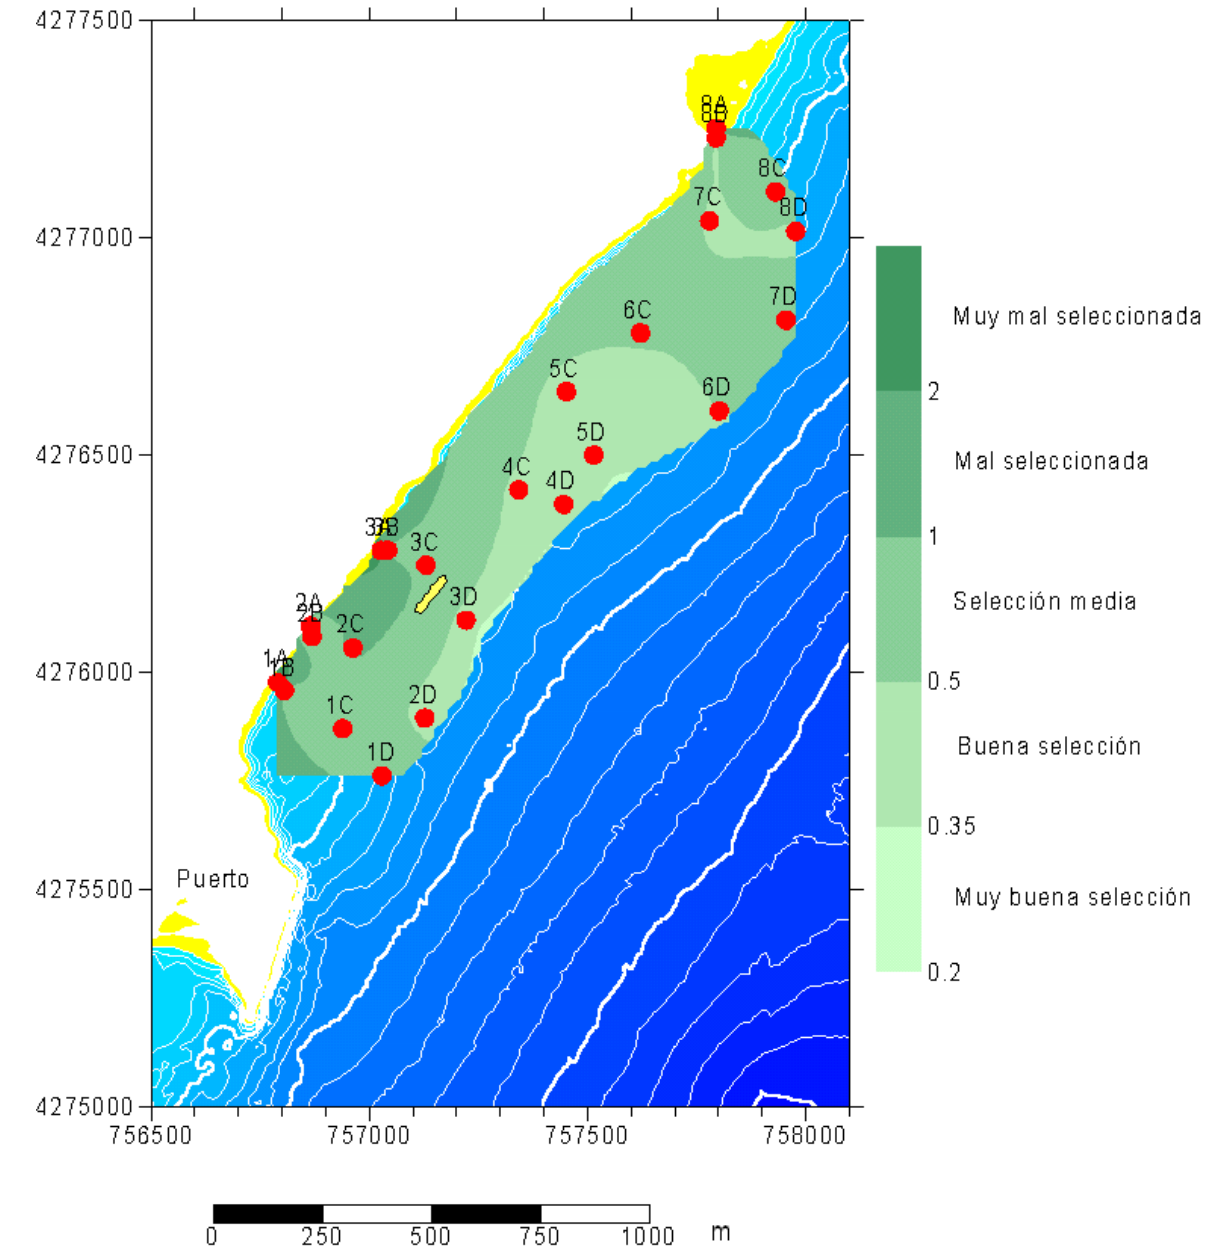 4277500
8A
8B
8C
7C
8D
4277000
7D
6C
Muy mal seleccionada
5C
6D
2
5D
4276500
4C
4D
Mal seleccionada
3A
3B
3C
1
2A
3D
Selección media
2B
2C
1A
4276000
1B
0.5
1C
2D
1D
Buena selección
0.35
Puerto
4275500
Muy buena selección
0.2
4275000
756500
757000
757500
758000
0
250
500
750
1000
m